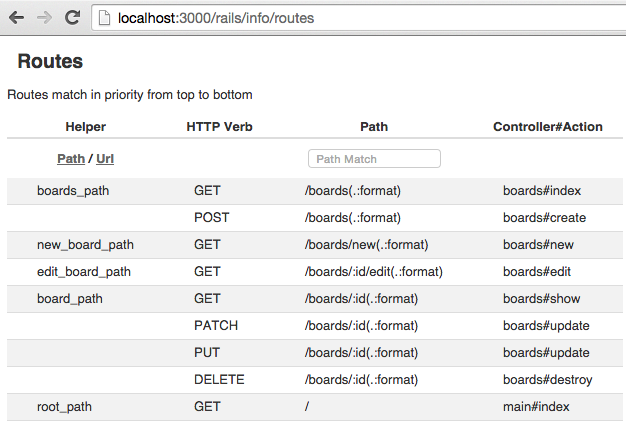 localhost:3000/rails/info/routes
Routes
Routes match in priority from top to bottom
Helper HTTP Verb Path Controller#Action
Path / Url Path Match
boards_path GET /boards(.:format) boards#index
POST /boards(.:format) boards#create
new_board_path GET /boards/new(.:format) boards#new
edit_board_path GET /boards/:id/edit(.:format) boards#edit
board_path GET /boards/:id(.:format) boards#show
PATCH /boards/:id(.:format) boards#update
PUT /boards/:id(.:format) boards#update
DELETE /boards/:id(.:format) boards#destroy
root_path GET / main#index